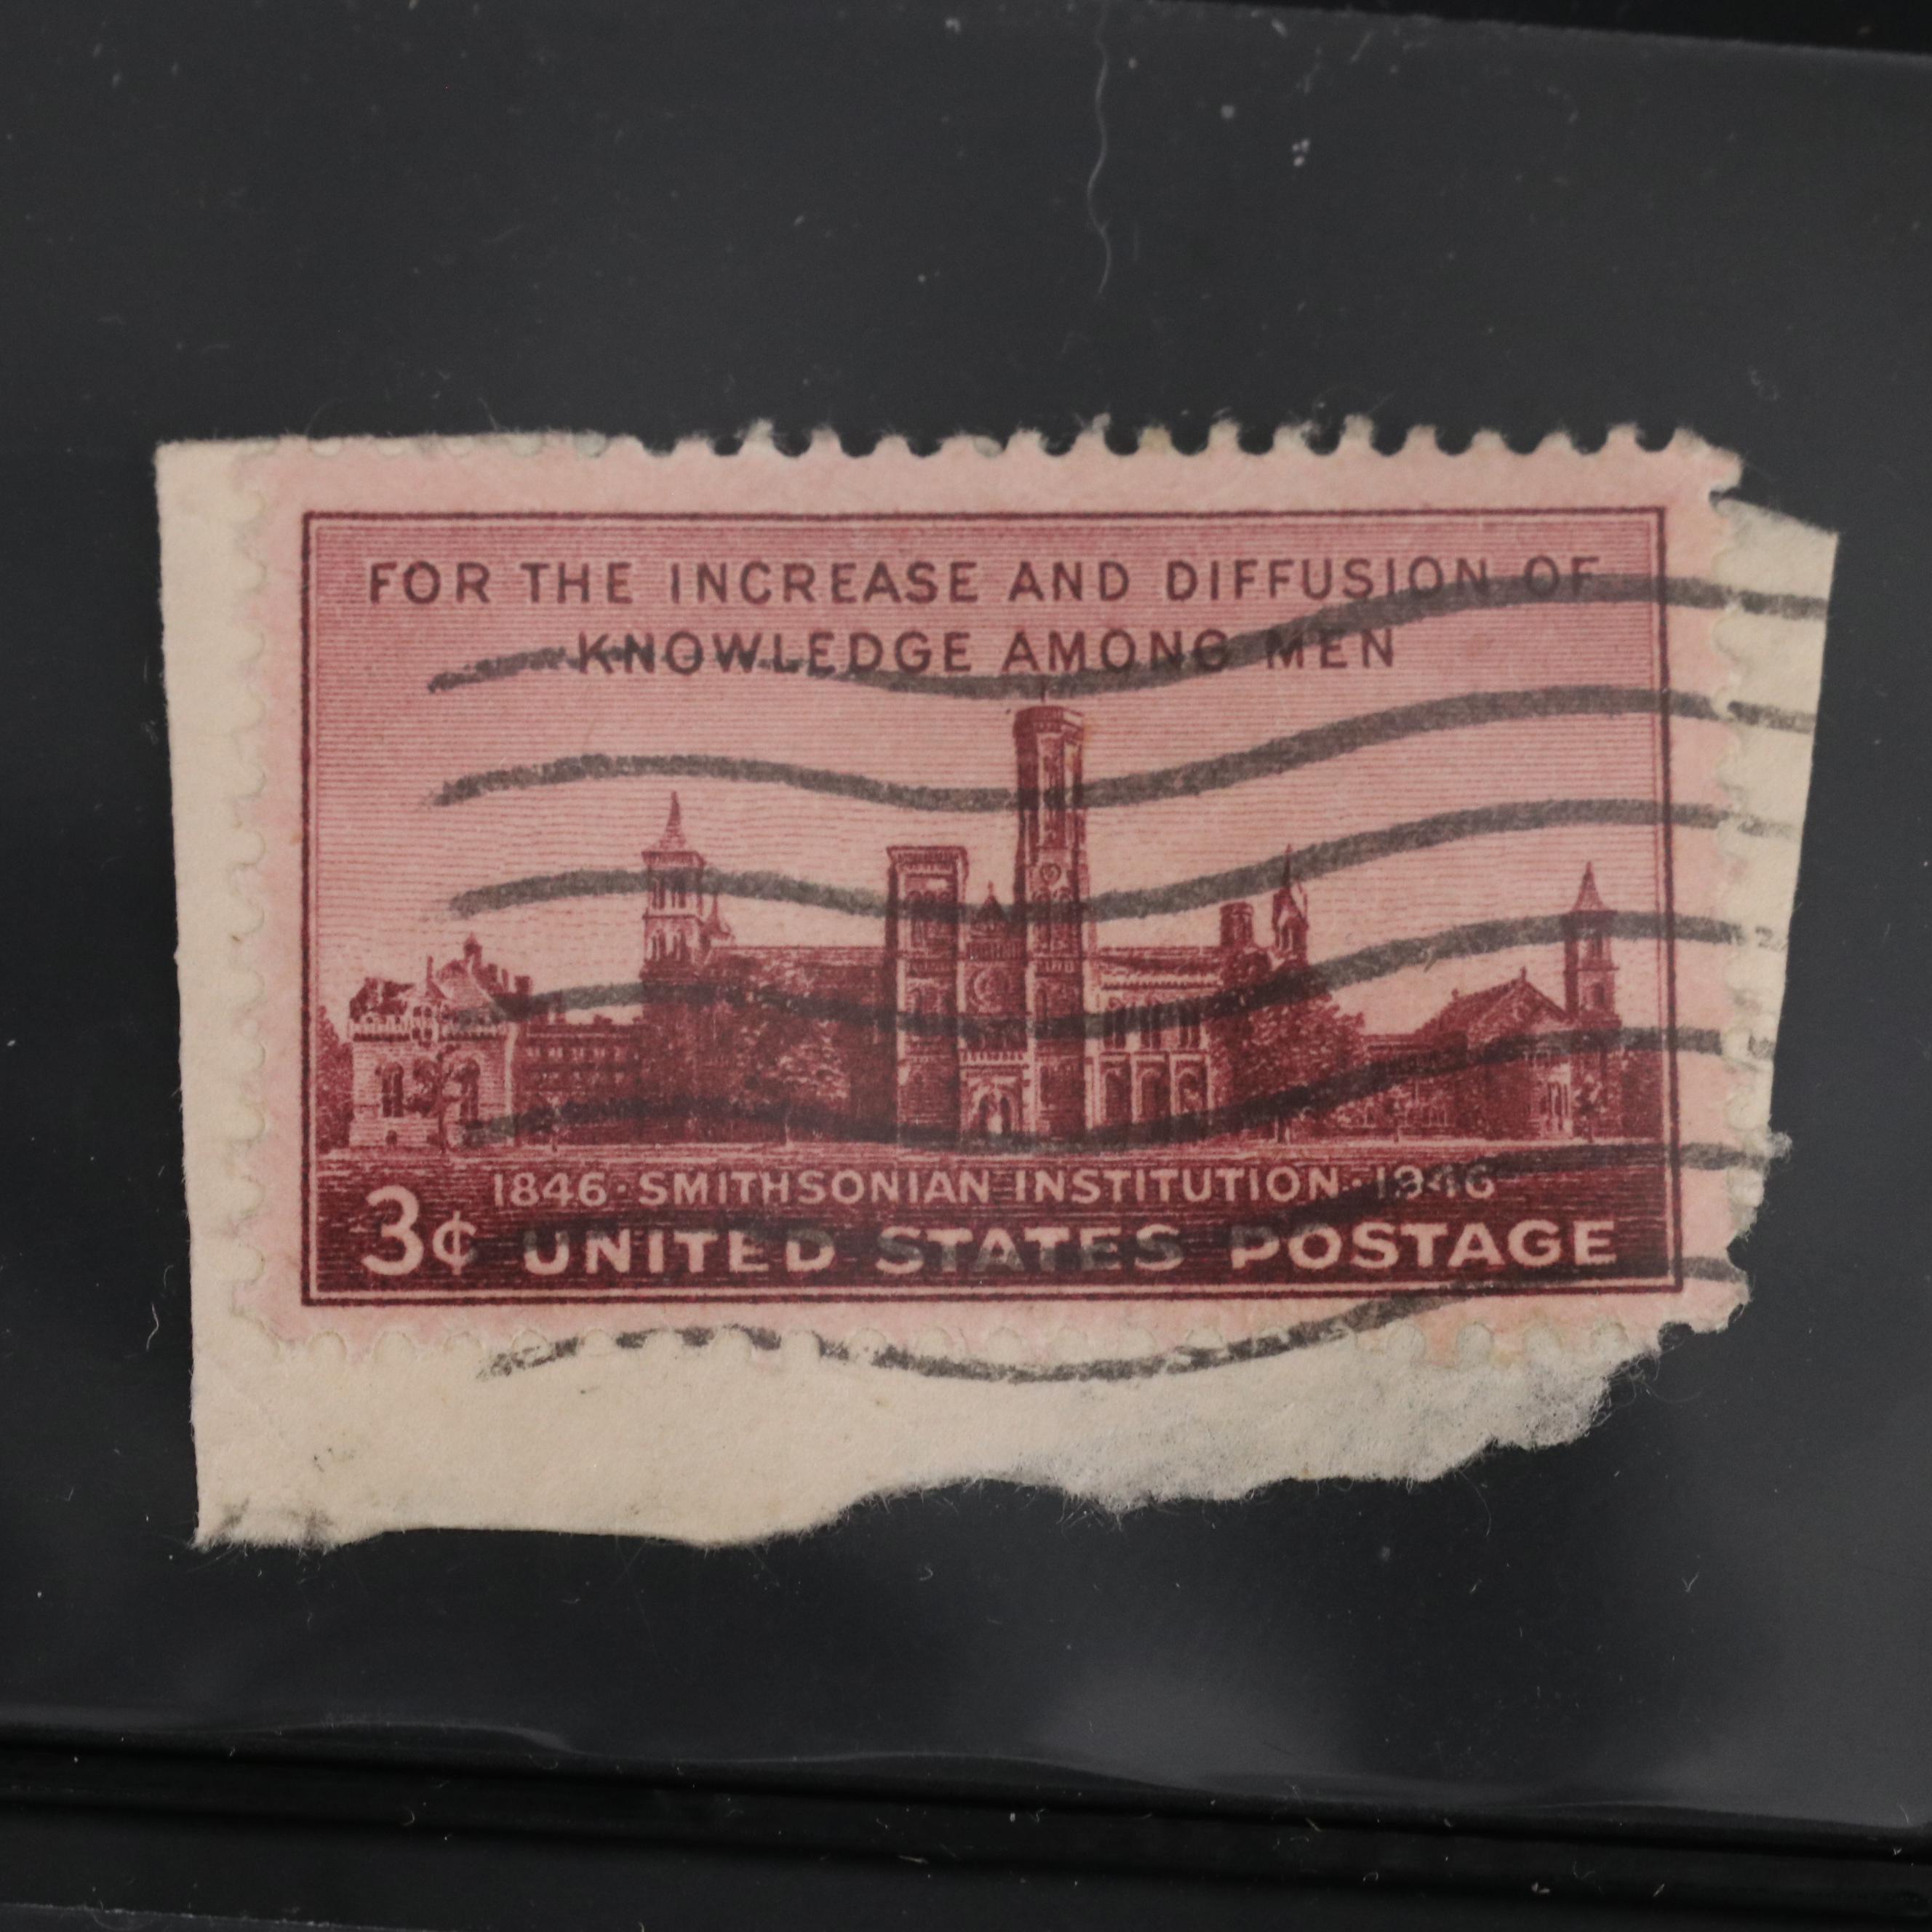 FOR THE INCREASE AND DIFFUSION OF
KNOWLEDGE AMONG MEN
1846·SMITHSONIAN INSTITUTION·1946
3¢ UNITED STATES POSTAGE